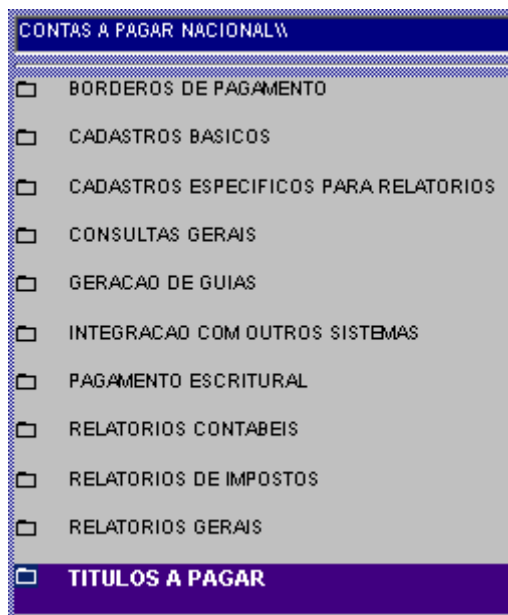 CONTAS A PAGAR NACIONAL\\
BORDEROS DE PAGAMENTO
CADASTROS BASICOS
CADASTROS ESPECIFICOS PARA RELATORIOS
CONSULTAS GERAIS
GERACAO DE GUIAS
INTEGRACAO COM OUTROS SISTEMAS
PAGAMENTO ESCRITURAL
RELATORIOS CONTABEIS
RELATORIOS DE IMPOSTOS
RELATORIOS GERAIS
TITULOS A PAGAR